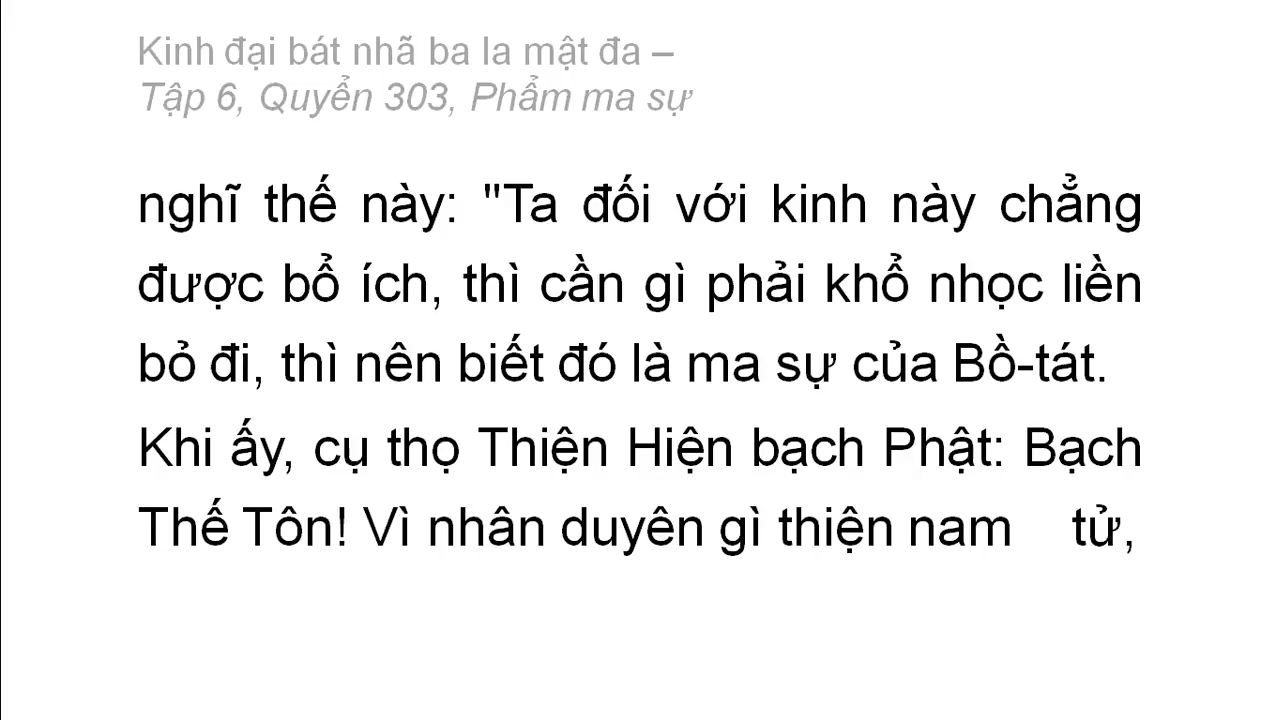 Kinh đại bát nhã ba la mật đa –
Tập 6, Quyển 303, Phẩm ma sự
nghĩ thế này: "Ta đối với kinh này chẳng
được bổ ích, thì cần gì phải khổ nhọc liền
bỏ đi, thì nên biết đó là ma sự của Bồ-tát.
Khi ấy, cụ thọ Thiện Hiện bạch Phật: Bạch
Thế Tôn! Vì nhân duyên gì thiện nam tử,